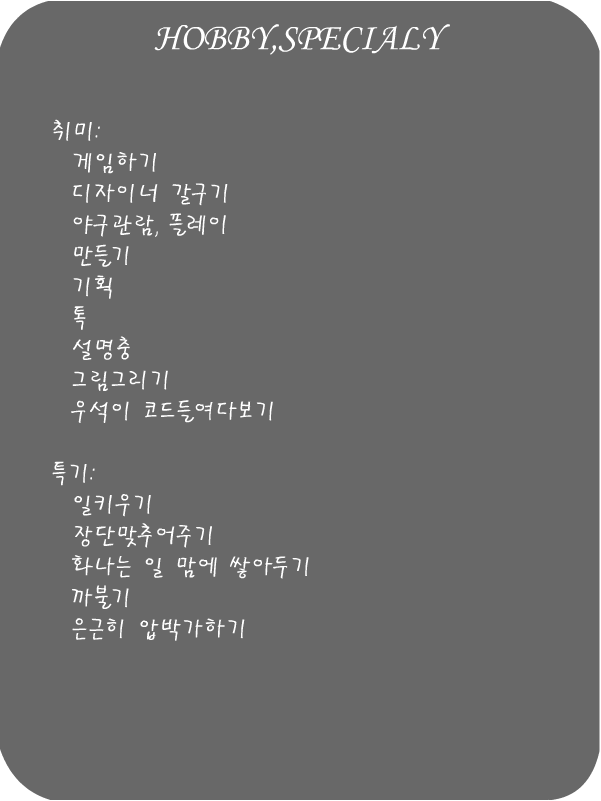 HOBBY,SPECIALY
취미:
게임하기
디자이너 갈구기
야구관람, 플레이
만들기
기획
톡
설명충
그림그리기
우석이 코드들여다보기
특기:
일키우기
장단맞추어주기
화나는 일 맘에 쌓아두기
까불기
은근히 압박가하기